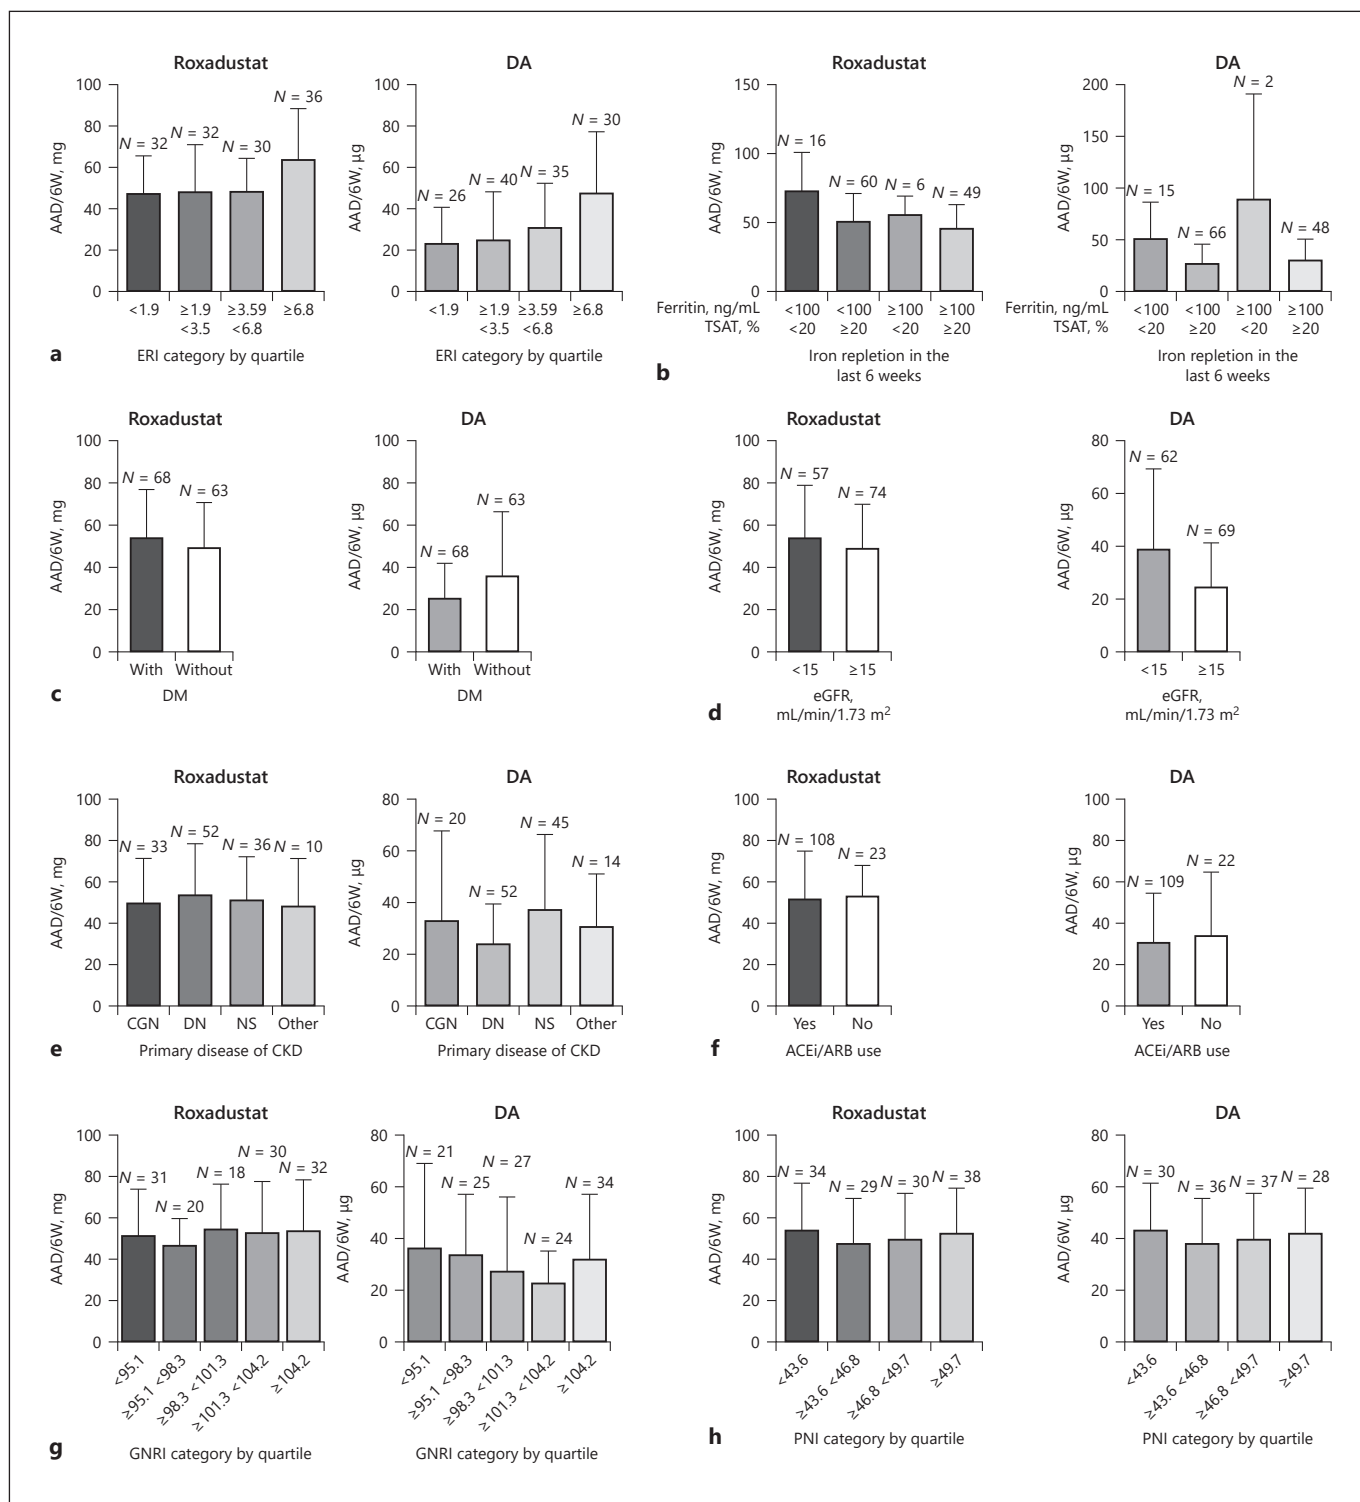 Roxadustat
AAD/6W, mg
100
80
60
40
20
0
N = 32
N = 32
N = 30
N = 36
<1.9
≥1.9
<3.5
≥3.59
<6.8
≥6.8
a
ERI category by quartile
DA
AAD/6W, µg
100
80
60
40
20
0
N = 26
N = 40
N = 35
N = 30
<1.9
≥1.9
<3.5
≥3.59
<6.8
≥6.8
ERI category by quartile
Roxadustat
AAD/6W, mg
150
100
50
0
N = 16
N = 60
N = 6
N = 49
Ferritin, ng/mL <100 <100 ≥100 ≥100
TSAT, % <20 ≥20 <20 ≥20
b
Iron repletion in the
last 6 weeks
DA
AAD/6W, µg
200
150
100
50
0
N = 15
N = 66
N = 2
N = 48
Ferritin, ng/mL <100 <100 ≥100 ≥100
TSAT, % <20 ≥20 <20 ≥20
Iron repletion in the
last 6 weeks
Roxadustat
AAD/6W, mg
100
80
60
40
20
0
N = 68
N = 63
With Without
c
DM
DA
AAD/6W, µg
100
80
60
40
20
0
N = 68
N = 63
With Without
DM
Roxadustat
AAD/6W, mg
100
80
60
40
20
0
N = 57
N = 74
<15 ≥15
d
eGFR,
mL/min/1.73 m²
DA
AAD/6W, µg
80
60
40
20
0
N = 62
N = 69
<15 ≥15
eGFR,
mL/min/1.73 m²
Roxadustat
AAD/6W, mg
100
80
60
40
20
0
N = 33
N = 52
N = 36
N = 10
CGN DN NS Other
e
Primary disease of CKD
DA
AAD/6W, µg
80
60
40
20
0
N = 20
N = 52
N = 45
N = 14
CGN DN NS Other
Primary disease of CKD
Roxadustat
AAD/6W, mg
100
80
60
40
20
0
N = 108
N = 23
Yes No
f
ACEi/ARB use
DA
AAD/6W, µg
100
80
60
40
20
0
N = 109
N = 22
Yes No
ACEi/ARB use
Roxadustat
AAD/6W, mg
100
80
60
40
20
0
N = 31
N = 20
N = 18
N = 30
N = 32
<95.1
≥95.1 <98.3
≥98.3 <101.3
≥101.3 <104.2
≥104.2
g
GNRI category by quartile
DA
AAD/6W, µg
80
60
40
20
0
N = 21
N = 25
N = 27
N = 24
N = 34
<95.1
≥95.1 <98.3
≥98.3 <101.3
≥101.3 <104.2
≥104.2
GNRI category by quartile
Roxadustat
AAD/6W, mg
100
80
60
40
20
0
N = 34
N = 29
N = 30
N = 38
<43.6
≥43.6 <46.8
≥46.8 <49.7
≥49.7
h
PNI category by quartile
DA
AAD/6W, µg
80
60
40
20
0
N = 30
N = 36
N = 37
N = 28
<43.6
≥43.6 <46.8
≥46.8 <49.7
≥49.7
PNI category by quartile